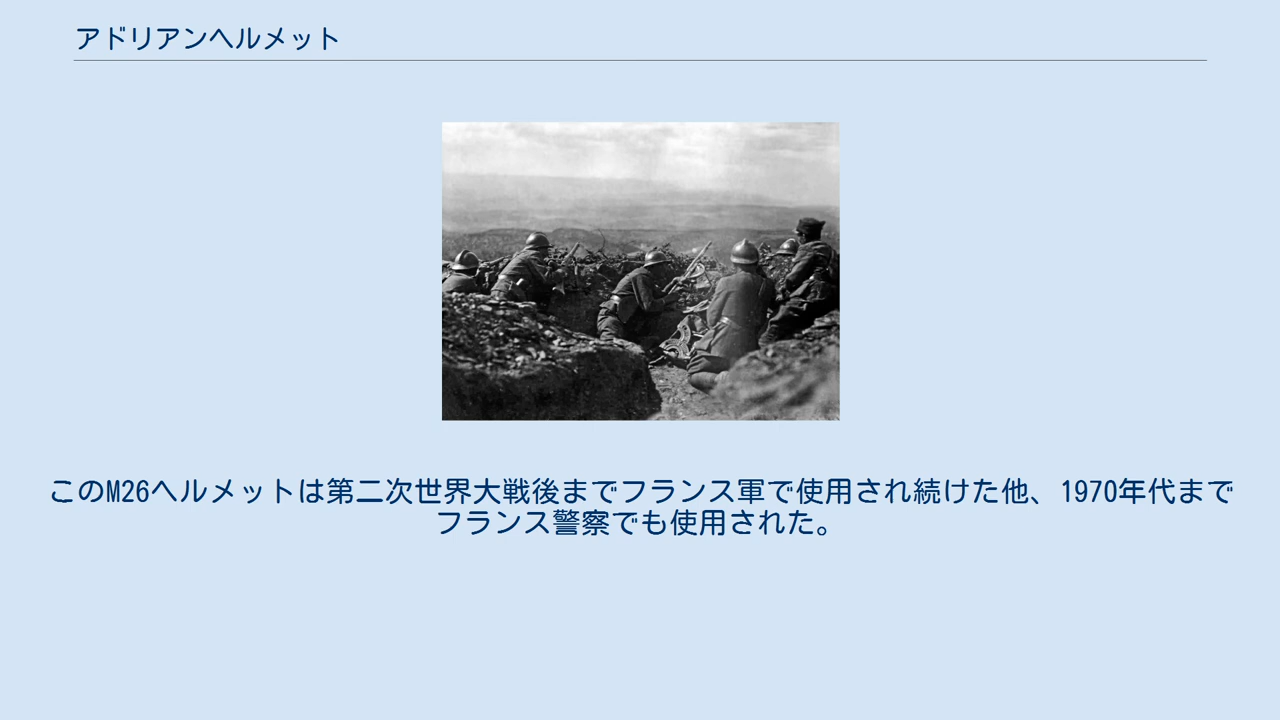 アドリアンヘルメット
このM26ヘルメットは第二次世界大戦後までフランス軍で使用され続けた他、1970年代まで
フランス警察でも使用された。